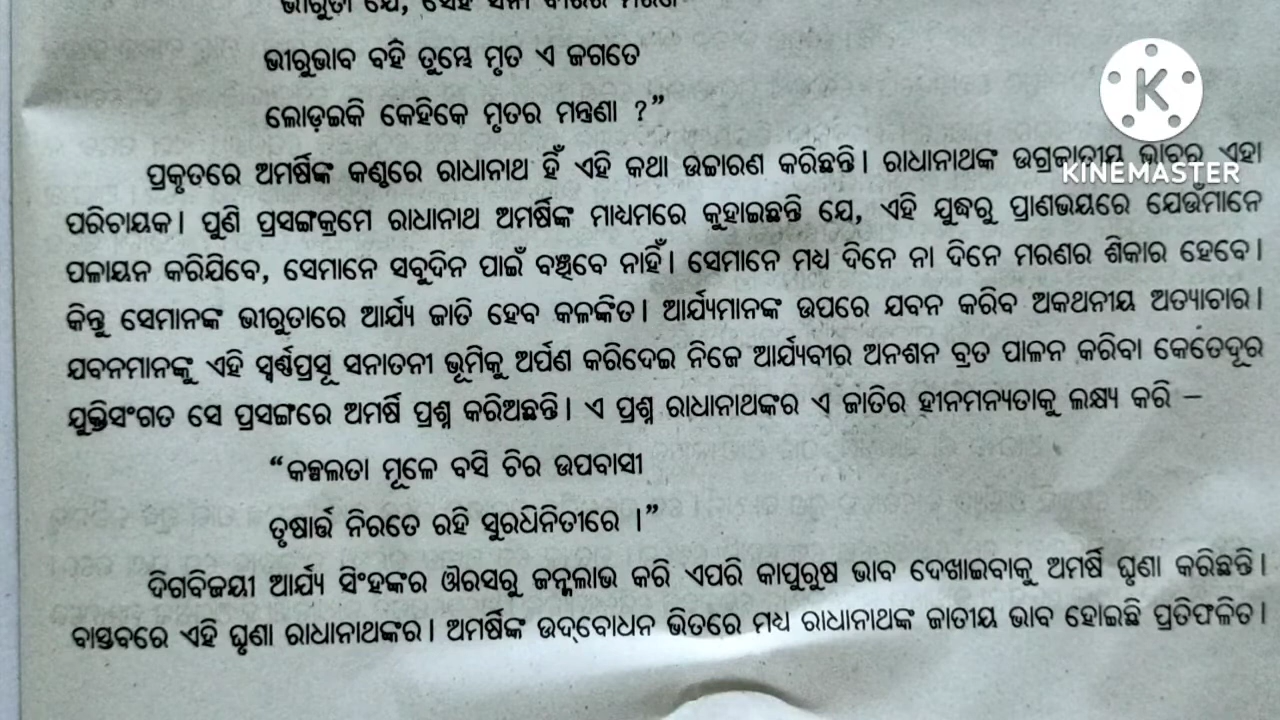 ଭୀରୁଭାବ ବହି ତୁମ୍ଭେ ମୃତ ଏ ଜଗତେ
ଲୋଡ଼ଇକି କେହିକେ ମୃତର ମନ୍ତ୍ରଣା ?”
K
KINEMASTER
ପ୍ରକୃତରେ ଅମର୍ଷିଙ୍କ କଣ୍ଠରେ ରାଧାନାଥ ହିଁ ଏହି କଥା ଉଚ୍ଚାରଣ କରିଛନ୍ତି। ରାଧାନାଥଙ୍କ ଉଗ୍ରଜାତୀୟ ଭାବର ଏହା
ପରିଚାୟକ। ପୁଣି ପ୍ରସଙ୍ଗକ୍ରମେ ରାଧାନାଥ ଅମର୍ଷିଙ୍କ ମାଧ୍ୟମରେ କୁହାଇଛନ୍ତି ଯେ, ଏହି ଯୁଦ୍ଧରୁ ପ୍ରାଣଭୟରେ ଯେଉଁମାନେ
ପଳାୟନ କରିଯିବେ, ସେମାନେ ସବୁଦିନ ପାଇଁ ବଞ୍ଚିବେ ନାହିଁ। ସେମାନେ ମଧ୍ୟ ଦିନେ ନା ଦିନେ ମରଣର ଶିକାର ହେବେ।
କିନ୍ତୁ ସେମାନଙ୍କ ଭୀରୁତାରେ ଆର୍ଯ୍ୟ ଜାତି ହେବ କଳଙ୍କିତ। ଆର୍ଯ୍ୟମାନଙ୍କ ଉପରେ ଯବନ କରିବ ଅକଥନୀୟ ଅତ୍ୟାଚାର।
ଯବନମାନଙ୍କୁ ଏହି ସ୍ୱର୍ଣ୍ଣପ୍ରସୂ ସନାତନୀ ଭୂମିକୁ ଅର୍ପଣ କରିଦେଇ ନିଜେ ଆର୍ଯ୍ୟବୀର ଅନଶନ ବ୍ରତ ପାଳନ କରିବା କେତେଦୂର
ଯୁକ୍ତିସଂଗତ ସେ ପ୍ରସଙ୍ଗରେ ଅମର୍ଷି ପ୍ରଶ୍ନ କରିଅଛନ୍ତି। ଏ ପ୍ରଶ୍ନ ରାଧାନାଥଙ୍କର ଏ ଜାତିର ହୀନମନ୍ୟତାକୁ ଲକ୍ଷ୍ୟ କରି –
“କଳ୍ପଲତା ମୂଳେ ବସି ଚିର ଉପବାସୀ
ତୃଷାର୍ତ୍ତ ନିରତେ ରହି ସୁରଧିନିତୀରେ ।”
ଦିଗବିଜୟୀ ଆର୍ଯ୍ୟ ସିଂହଙ୍କର ଔରସରୁ ଜନ୍ମଲାଭ କରି ଏପରି କାପୁରୁଷ ଭାବ ଦେଖାଇବାକୁ ଅମର୍ଷି ଘୃଣା କରିଛନ୍ତି।
ବାସ୍ତବରେ ଏହି ଘୃଣା ରାଧାନାଥଙ୍କର। ଅମର୍ଷିଙ୍କ ଉଦ୍‌ବୋଧନ ଭିତରେ ମଧ୍ୟ ରାଧାନାଥଙ୍କ ଜାତୀୟ ଭାବ ହୋଇଛି ପ୍ରତିଫଳିତ।